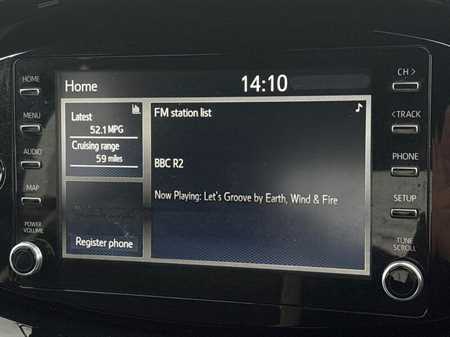 Home
14:10
HOME
MENU
AUDIO
MAP
POWER
VOLUME
Latest
52.1 MPG
Cruising range
59 miles
Register phone
FM station list
BBC R2
Now Playing: Let's Groove by Earth, Wind & Fire
CH >
< TRACK
PHONE
SETUP
TUNE
SCROLL